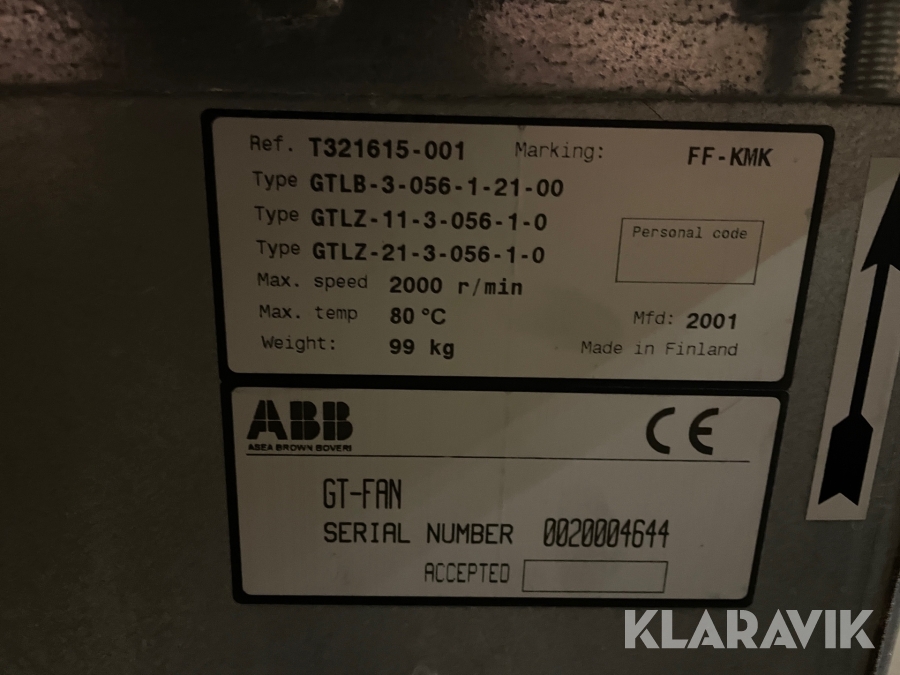 Ref. T321615-001 Marking: FF-KMK
Type GTLB-3-056-1-21-00
Type GTLZ-11-3-056-1-0
Type GTLZ-21-3-056-1-0
Personal code
Max. speed 2000 r/min
Max. temp 80 °C
Mfd: 2001
Weight: 99 kg
Made in Finland
ABB
ASEA BROWN BOVERI
CE
GT-FAN
SERIAL NUMBER 0020004644
ACCEPTED
KLARAVIK